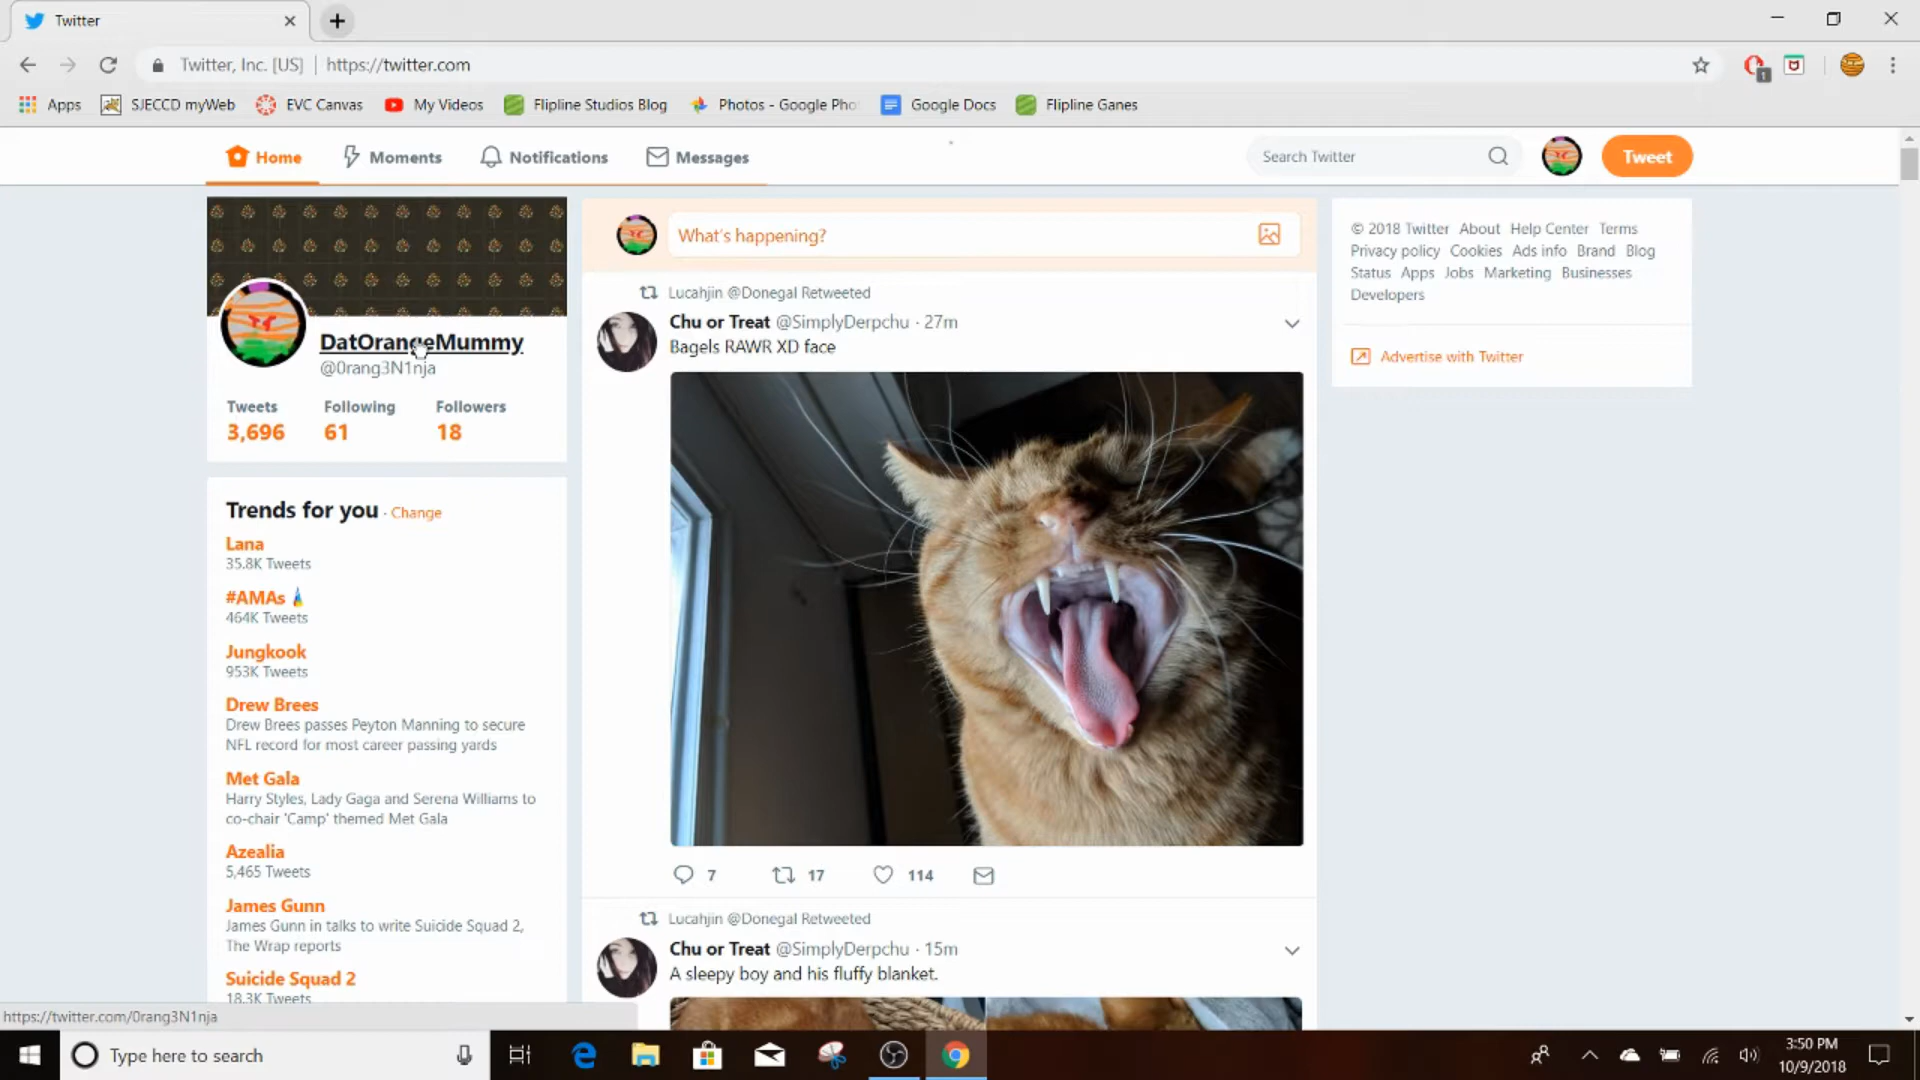 Twitter
Twitter, Inc. [US]
https://twitter.com
Apps
SJECCD myWeb
EVC Canvas
My Videos
Flipline Studios Blog
Photos - Google Pho
Google Docs
Flipline Ganes
Home
Moments
Notifications
Messages
Search Twitter
Tweet
DatOrangeMummy
@0rang3N1nja
Tweets Following Followers
3,696 61 18
Trends for you · Change
Lana
35.8K Tweets
#AMAs
464K Tweets
Jungkook
953K Tweets
Drew Brees
Drew Brees passes Peyton Manning to secure
NFL record for most career passing yards
Met Gala
Harry Styles, Lady Gaga and Serena Williams to
co-chair 'Camp' themed Met Gala
Azealia
5,465 Tweets
James Gunn
James Gunn in talks to write Suicide Squad 2,
The Wrap reports
Suicide Squad 2
18.3K Tweets
What's happening?
Lucahjin @Donegal Retweeted
Chu or Treat @SimplyDerpchu · 27m
Bagels RAWR XD face
7 17 114
Lucahjin @Donegal Retweeted
Chu or Treat @SimplyDerpchu · 15m
A sleepy boy and his fluffy blanket.
© 2018 Twitter About Help Center Terms
Privacy policy Cookies Ads info Brand Blog
Status Apps Jobs Marketing Businesses
Developers
Advertise with Twitter
https://twitter.com/0rang3N1nja
Type here to search
3:50 PM
10/9/2018